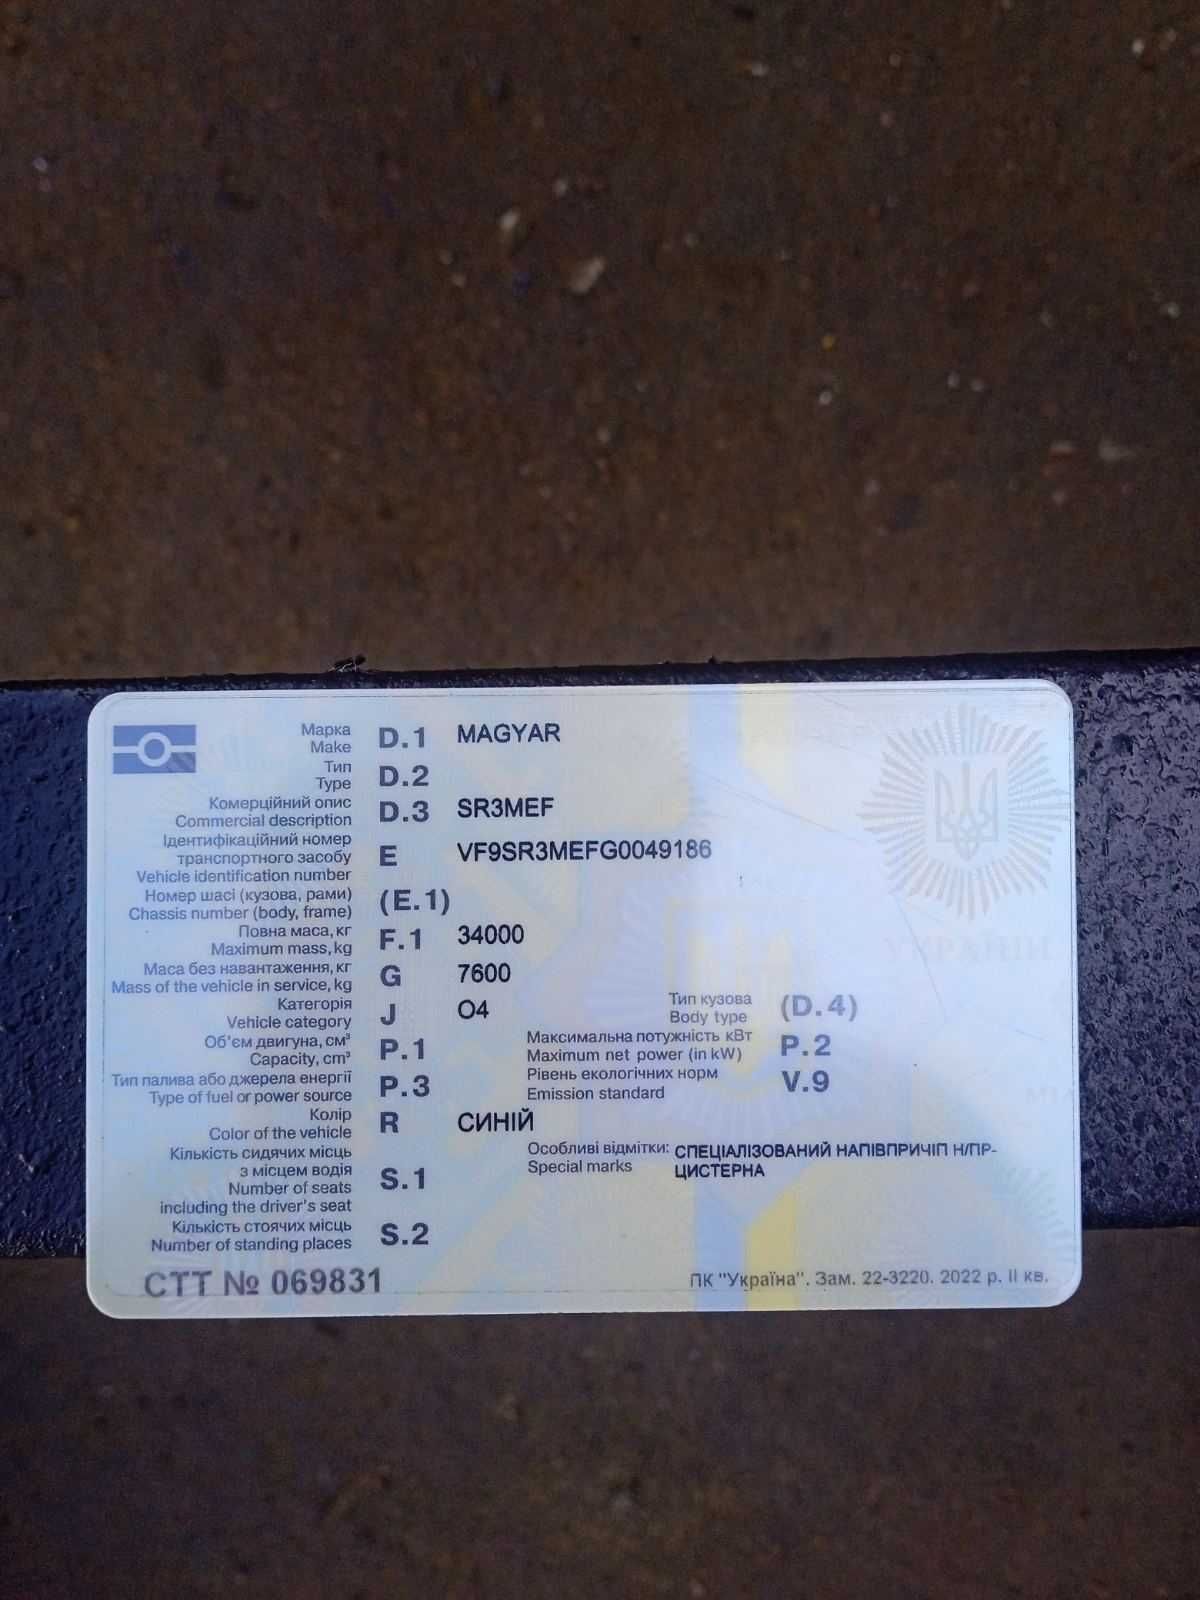 Марка
Make D.1 MAGYAR
Тип
Type D.2
Комерційний опис
Commercial description D.3 SR3MEF
Ідентифікаційний номер
транспортного засобу E VF9SR3MEFG0049186
Vehicle identification number
Номер шасі (кузова, рами)
Chassis number (body, frame) (E.1)
Повна маса, кг
Maximum mass, kg F.1 34000
Маса без навантаження, кг
Mass of the vehicle in service, kg G 7600
Категорія
Vehicle category J O4
Тип кузова
Body type (D.4)
Об'єм двигуна, см³
Capacity, cm³ P.1
Максимальна потужність кВт
Maximum net power (in kW) P.2
Тип палива або джерела енергії
Type of fuel or power source P.3
Рівень екологічних норм
Emission standard V.9
Колір
Color of the vehicle R СИНІЙ
Кількість сидячих місць
з місцем водія
Number of seats S.1
including the driver's seat
Особливі відмітки: СПЕЦІАЛІЗОВАНИЙ НАПІВПРИЧІП Н/ПР-
Special marks ЦИСТЕРНА
Кількість стоячих місць
Number of standing places S.2
СТТ № 069831
ПК "Україна". Зам. 22-3220. 2022 р. II кв.